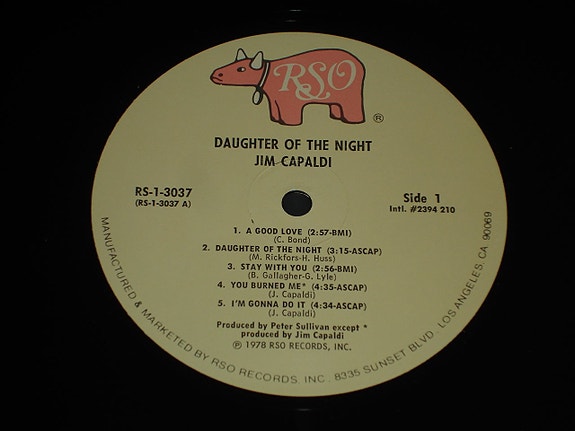 RSO
®
DAUGHTER OF THE NIGHT
JIM CAPALDI
RS-1-3037
(RS-1-3037 A)
Side 1
Intl. #2394 210
1. A GOOD LOVE (2:57-BMI)
(C. Bond)
2. DAUGHTER OF THE NIGHT (3:15-ASCAP)
(M. Rickfors-H. Huss)
3. STAY WITH YOU (2:56-BMI)
(B. Gallagher-G. Lyle)
4. YOU BURNED ME* (4:35-ASCAP)
(J. Capaldi)
5. I'M GONNA DO IT (4:34-ASCAP)
(J. Capaldi)
Produced by Peter Sullivan except *
produced by Jim Capaldi
℗ 1978 RSO RECORDS, INC.
MANUFACTURED & MARKETED BY RSO RECORDS, INC. 8335 SUNSET BLVD · LOS ANGELES, CA. 90069